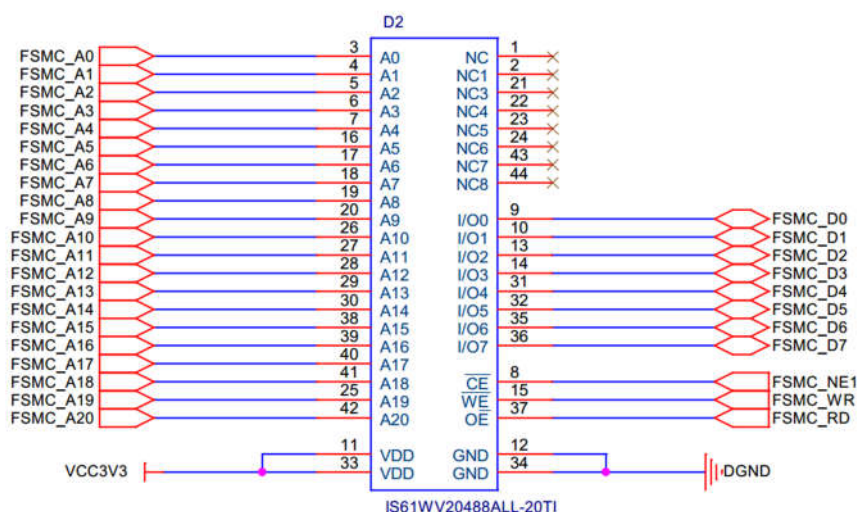 D2
FSMC_A0 3 A0 NC 1
FSMC_A1 4 A1 NC1 2
FSMC_A2 5 A2 NC3 21
FSMC_A3 6 A3 NC4 22
FSMC_A4 7 A4 NC5 23
FSMC_A5 16 A5 NC6 24
FSMC_A6 17 A6 NC7 43
FSMC_A7 18 A7 NC8 44
FSMC_A8 19 A8
FSMC_A9 20 A9 I/O0 9 FSMC_D0
FSMC_A10 26 A10 I/O1 10 FSMC_D1
FSMC_A11 27 A11 I/O2 13 FSMC_D2
FSMC_A12 28 A12 I/O3 14 FSMC_D3
FSMC_A13 29 A13 I/O4 31 FSMC_D4
FSMC_A14 30 A14 I/O5 32 FSMC_D5
FSMC_A15 38 A15 I/O6 35 FSMC_D6
FSMC_A16 39 A16 I/O7 36 FSMC_D7
FSMC_A17 40 A17
FSMC_A18 41 A18 CE 8 FSMC_NE1
FSMC_A19 25 A19 WE 15 FSMC_WR
FSMC_A20 42 A20 OE 37 FSMC_RD
11 VDD GND 12
VCC3V3 33 VDD GND 34 DGND
IS61WV20488ALL-20TI